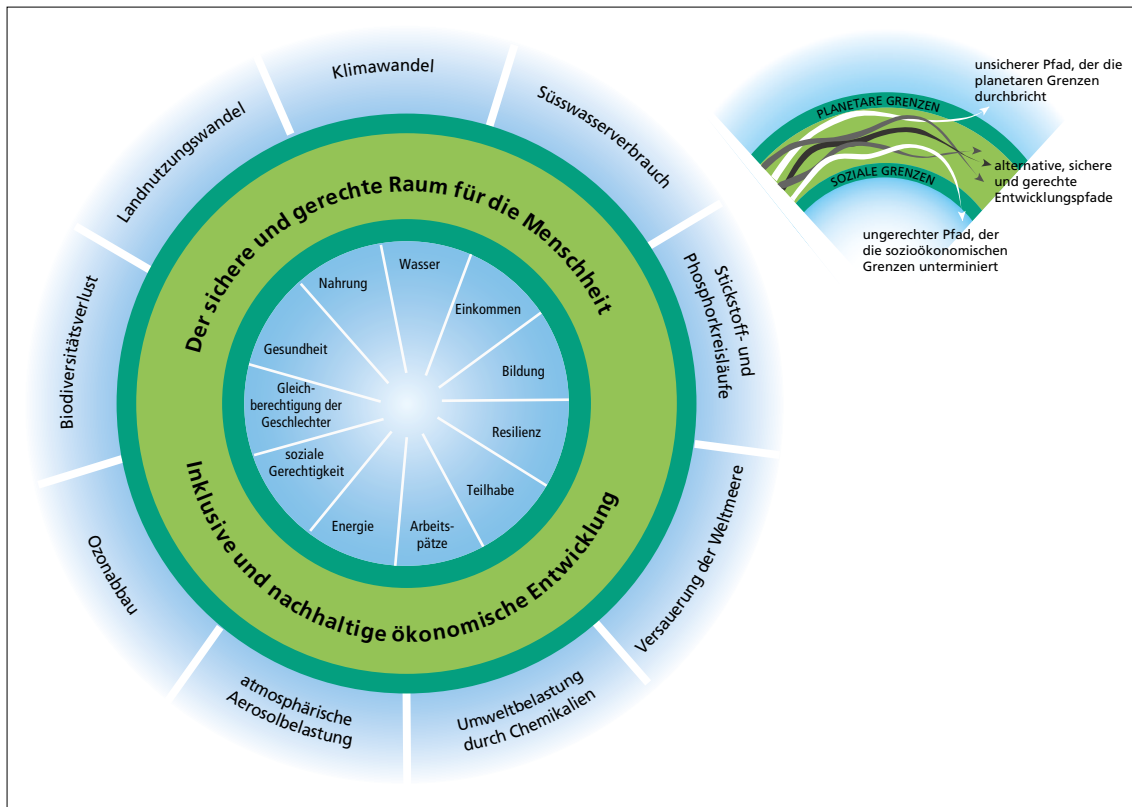 Klimawandel
Süsswasserverbrauch
Stickstoff- und
Phosphorkreisläufe
Versauerung der Weltmeere
Umweltbelastung
durch Chemikalien
atmosphärische
Aerosolbelastung
Ozonabbau
Biodiversitätsverlust
Landnutzungswandel
Der sichere und gerechte Raum für die Menschheit
Inklusive und nachhaltige ökonomische Entwicklung
Wasser
Einkommen
Bildung
Resilienz
Teilhabe
Arbeits-
pätze
Energie
soziale
Gerechtigkeit
Gleich-
berechtigung der
Geschlechter
Gesundheit
Nahrung
unsicherer Pfad, der die
planetaren Grenzen
durchbricht
PLANETARE GRENZEN
SOZIALE GRENZEN
alternative, sichere
und gerechte
Entwicklungspfade
ungerechter Pfad, der
die sozioökonomischen
Grenzen unterminiert